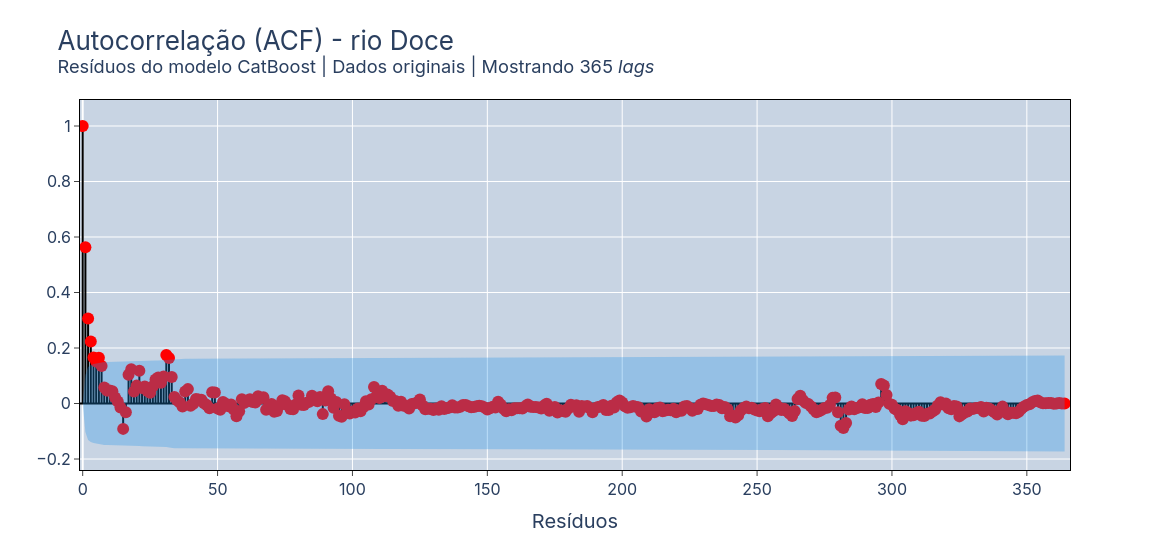 Autocorrelação (ACF) - rio Doce
Resíduos do modelo CatBoost | Dados originais | Mostrando 365 lags
1
0.8
0.6
0.4
0.2
0
−0.2
0 50 100 150 200 250 300 350
Resíduos